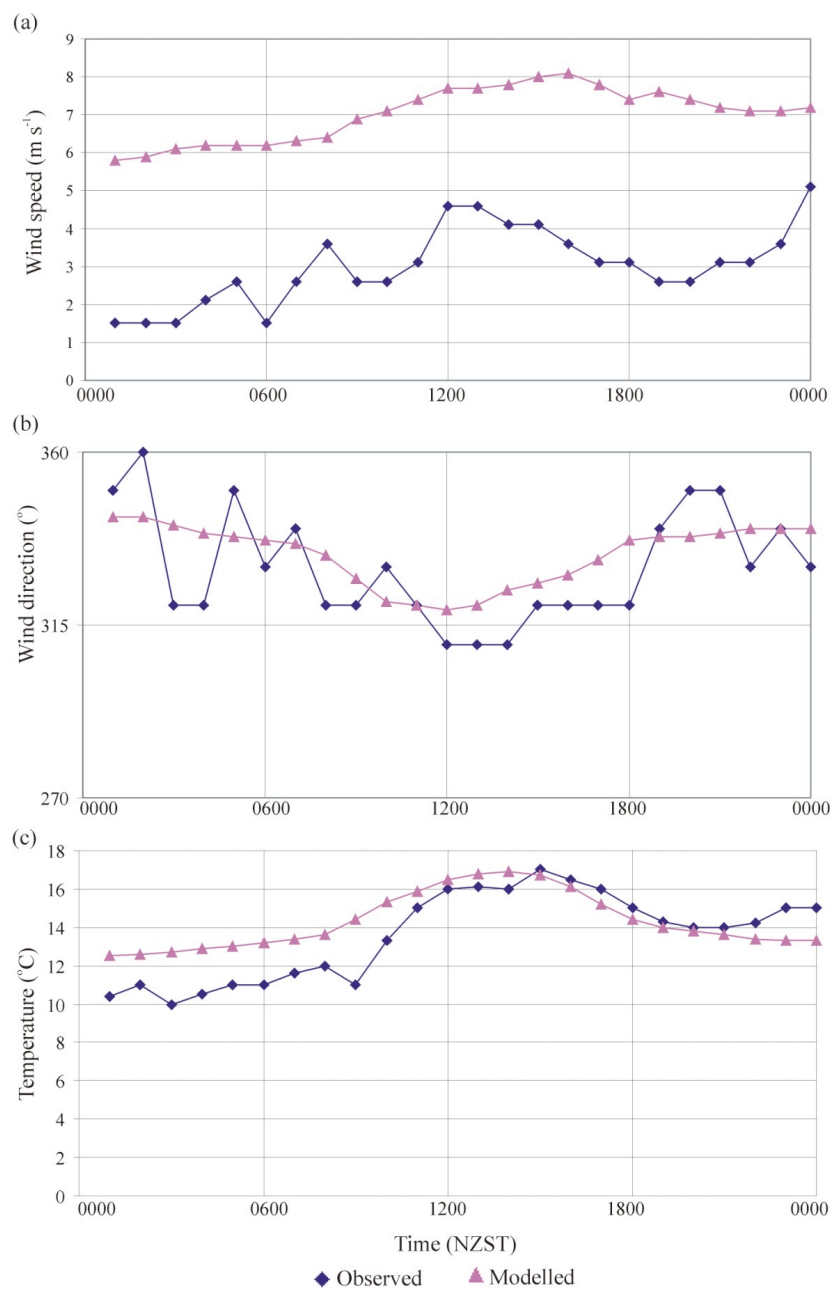 (a)
9
8
7
6
5
4
3
2
1
0
Wind speed (m s-1)
0000 0600 1200 1800 0000
(b)
360
315
270
Wind direction (°)
0000 0600 1200 1800 0000
(c)
18
16
14
12
10
8
6
4
2
0
Temperature (°C)
0000 0600 1200 1800 0000
Time (NZST)
Observed Modelled